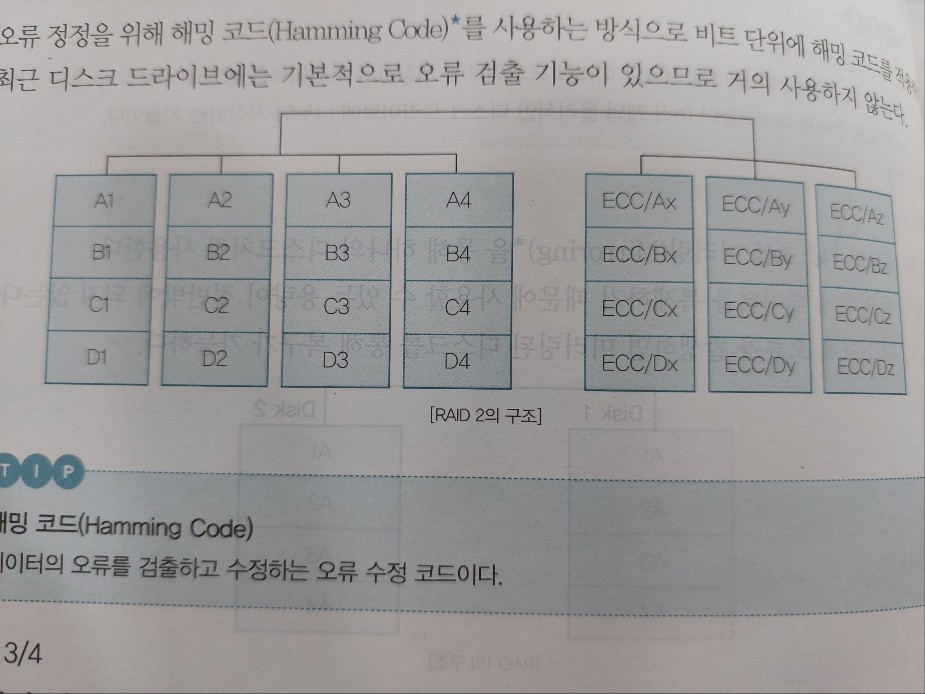 오류 정정을 위해 해밍 코드(Hamming Code)*를 사용하는 방식으로 비트 단위에 해밍 코드를
최근 디스크 드라이브에는 기본적으로 오류 검출 기능이 있으므로 거의 사용하지 않는다.
A1 A2 A3 A4 ECC/Ax ECC/Ay ECC/Az
B1 B2 B3 B4 ECC/Bx ECC/By ECC/Bz
C1 C2 C3 C4 ECC/Cx ECC/Cy ECC/Cz
D1 D2 D3 D4 ECC/Dx ECC/Dy ECC/Dz
[RAID 2의 구조]
TIP
해밍 코드(Hamming Code)
데이터의 오류를 검출하고 수정하는 오류 수정 코드이다.
3/4